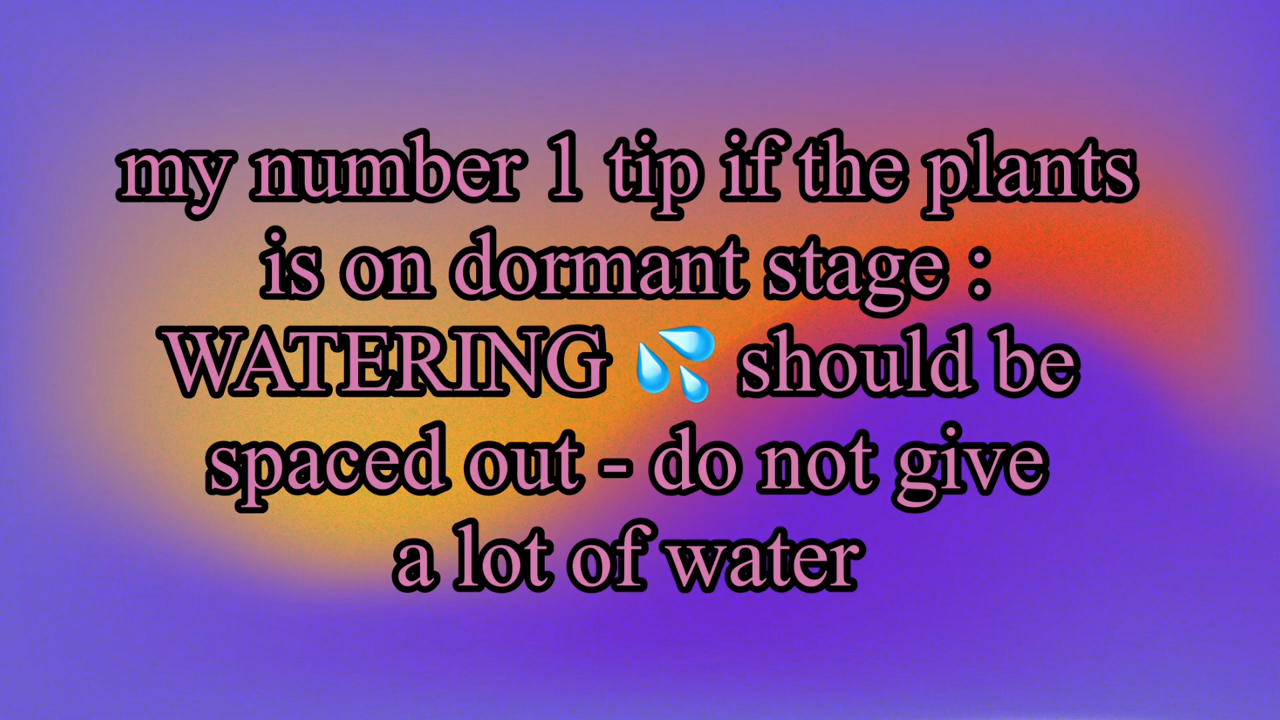 my number 1 tip if the plants
is on dormant stage :
WATERING 💦 should be
spaced out - do not give
a lot of water